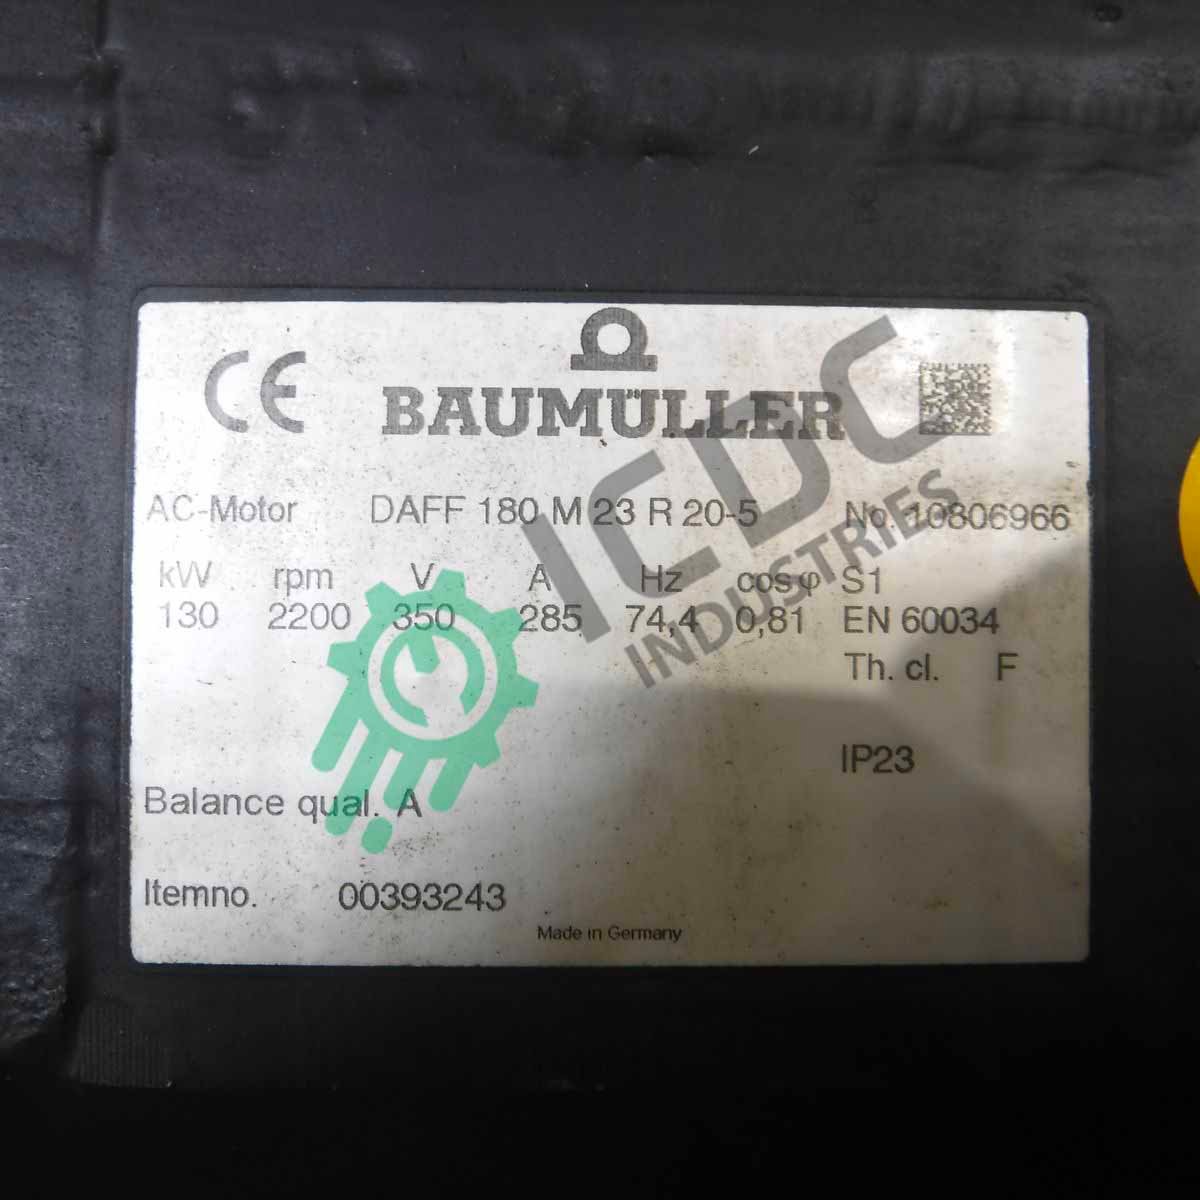 CE
BAUMÜLLER
AC-Motor DAFF 180 M 23 R 20-5 No. 10806966
kW rpm V A Hz cosφ S1
130 2200 350 285 74,4 0,81 EN 60034
Th. cl. F
IP23
Balance qual. A
Itemno. 00393243
Made in Germany
ICDC
INDUSTRIES